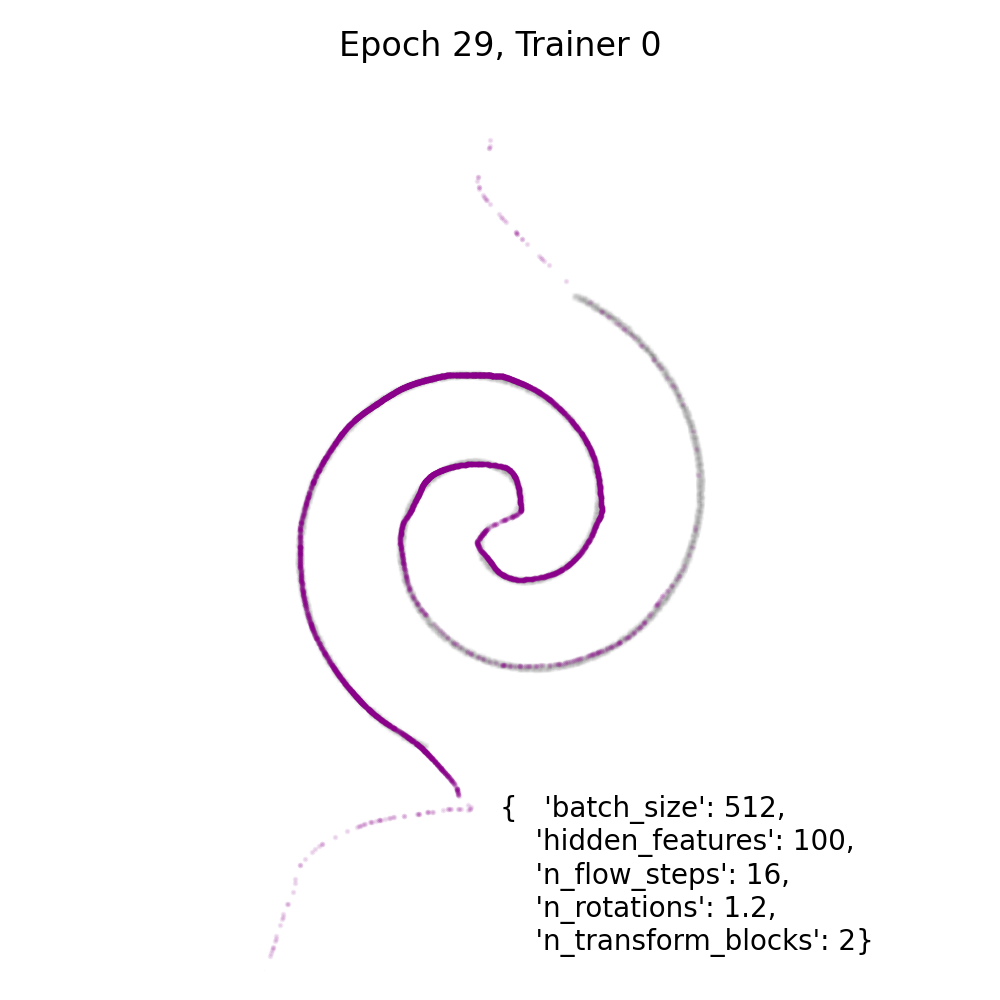 Epoch 29, Trainer 0
{   'batch_size': 512,
'hidden_features': 100,
'n_flow_steps': 16,
'n_rotations': 1.2,
'n_transform_blocks': 2}